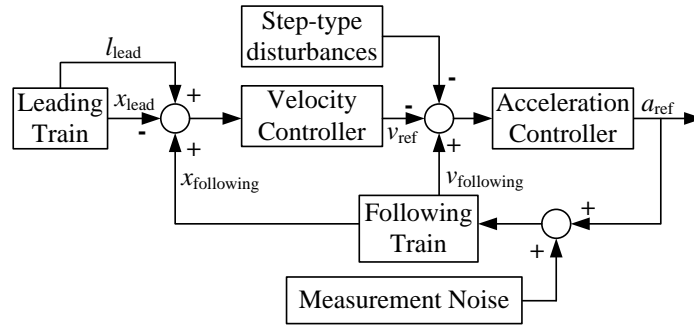 Step-type
disturbances
l_lead
Leading
Train
x_lead
-
+
+
Velocity
Controller
v_ref
-
-
+
Acceleration
Controller
a_ref
x_following
v_following
Following
Train
+
+
Measurement Noise